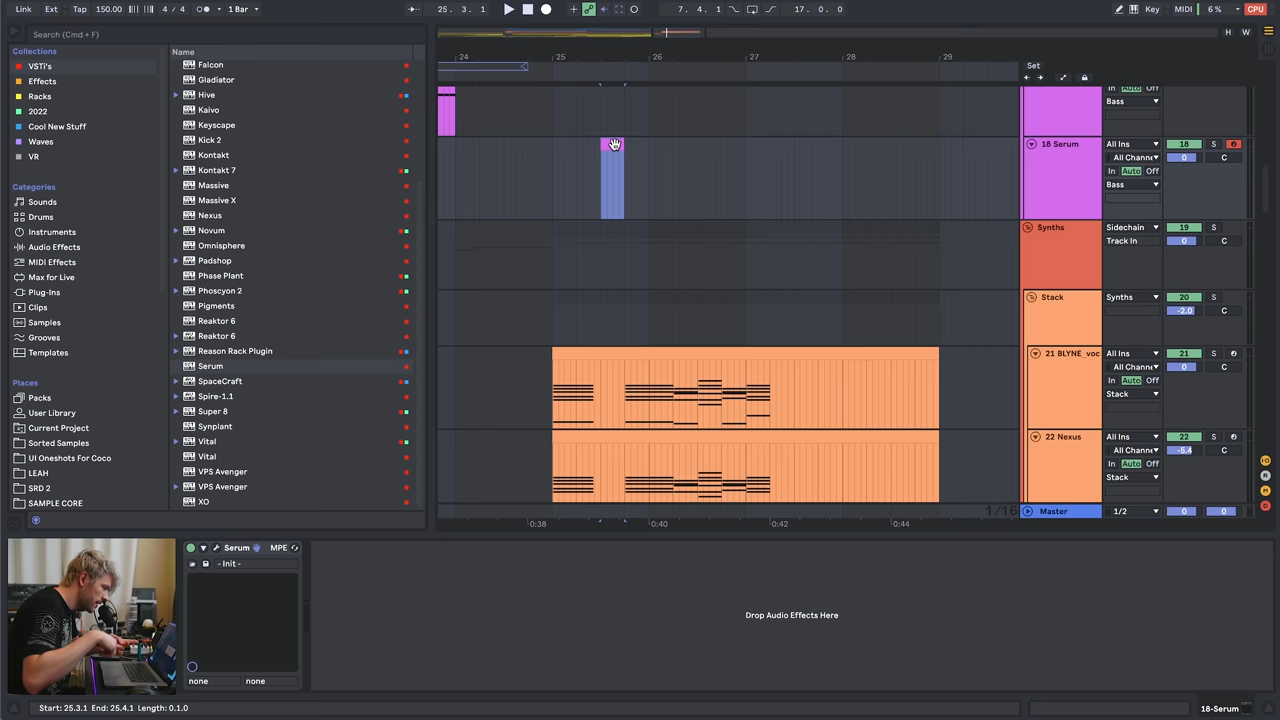 Link Ext Tap 150.00 4 / 4 1 Bar 25. 3. 1 7. 4. 1 17. 0. 0 Key MIDI 6 % CPU
Search (Cmd + F)
H W
Collections
VSTi's
Effects
Racks
2022
Cool New Stuff
Waves
VR
Categories
Sounds
Drums
Instruments
Audio Effects
MIDI Effects
Max for Live
Plug-Ins
Clips
Samples
Grooves
Templates
Places
Packs
User Library
Current Project
Sorted Samples
UI Oneshots For Coco
LEAH
SRD 2
SAMPLE CORE
Name
Falcon
Gladiator
Hive
Kaivo
Keyscape
Kick 2
Kontakt
Kontakt 7
Massive
Massive X
Nexus
Novum
Omnisphere
Padshop
Phase Plant
Phoscyon 2
Pigments
Reaktor 6
Reaktor 6
Reason Rack Plugin
Serum
SpaceCraft
Spire-1.1
Super 8
Synplant
Vital
Vital
VPS Avenger
VPS Avenger
XO
24 25 26 27 28 29
Set
In Auto Off
Bass
18 Serum All Ins 18 S
All Channe 0 C
In Auto Off
Bass
Synths Sidechain 19 S
Track In 0 C
Stack Synths 20 S
-2.0 C
21 BLYNE_voc All Ins 21 S
All Channe 0 C
In Auto Off
Stack
22 Nexus All Ins 22 S
All Channe -5.4 C
In Auto Off
Stack
1/16 Master 1/2 0 0
0:38 0:40 0:42 0:44
Serum MPE
- Init -
none none
Drop Audio Effects Here
Start: 25.3.1 End: 25.4.1 Length: 0.1.0
18-Serum